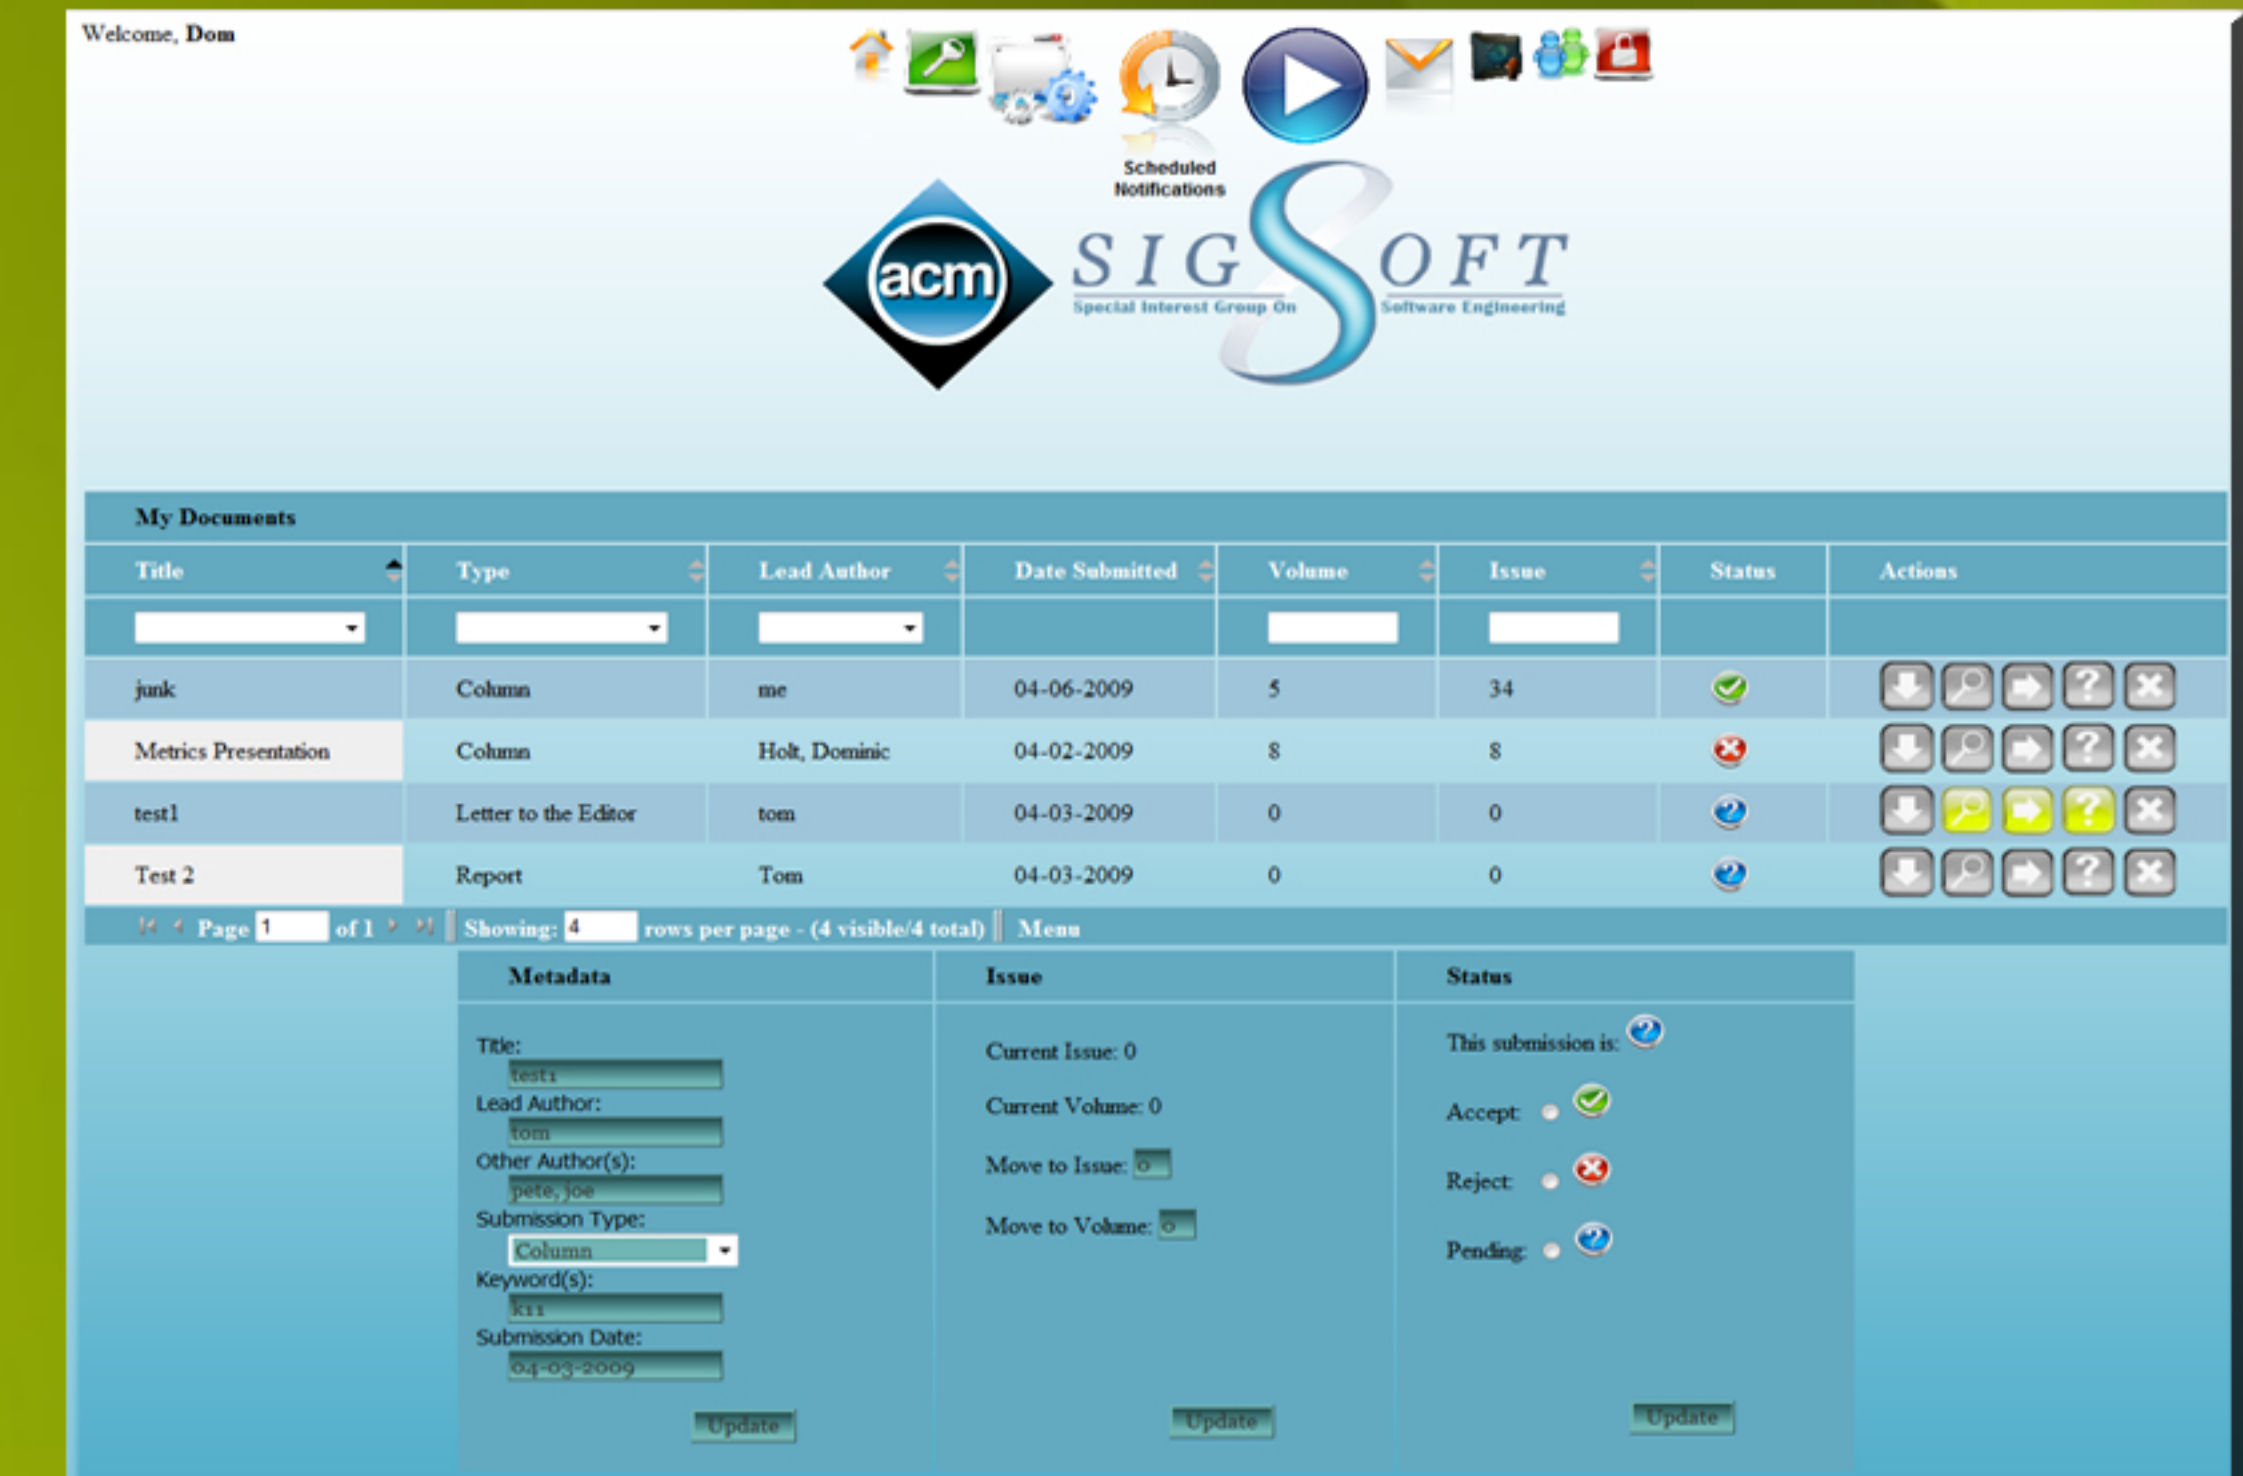 Welcome, Dom
Scheduled
Notifications
acm
SIGSOFT
Special Interest Group On Software Engineering
My Documents
Title Type Lead Author Date Submitted Volume Issue Status Actions
junk Column me 04-06-2009 5 34
Metrics Presentation Column Holt, Dominic 04-02-2009 8 8
test1 Letter to the Editor tom 04-03-2009 0 0
Test 2 Report Tom 04-03-2009 0 0
Page 1 of 1 Showing: 4 rows per page - (4 visible/4 total) Menu
Metadata
Title:
test1
Lead Author:
tom
Other Author(s):
pete, joe
Submission Type:
Column
Keyword(s):
k11
Submission Date:
04-03-2009
Update
Issue
Current Issue: 0
Current Volume: 0
Move to Issue: 0
Move to Volume: 0
Update
Status
This submission is:
Accept:
Reject:
Pending:
Update